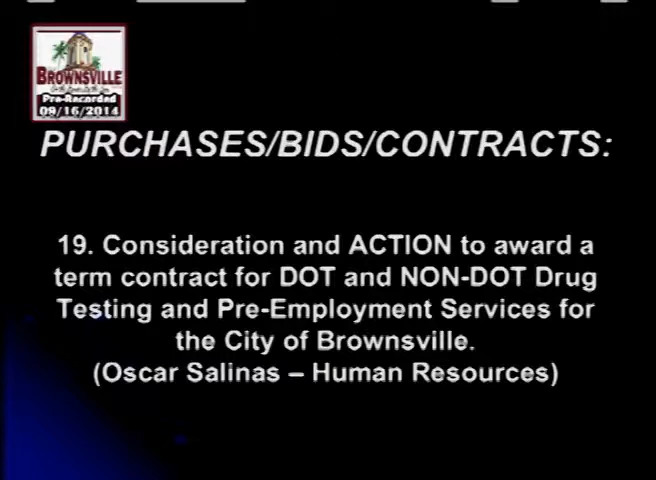 BROWNSVILLE
Pre-Recorded
09/16/2014
PURCHASES/BIDS/CONTRACTS:
19. Consideration and ACTION to award a
term contract for DOT and NON-DOT Drug
Testing and Pre-Employment Services for
the City of Brownsville.
(Oscar Salinas – Human Resources)